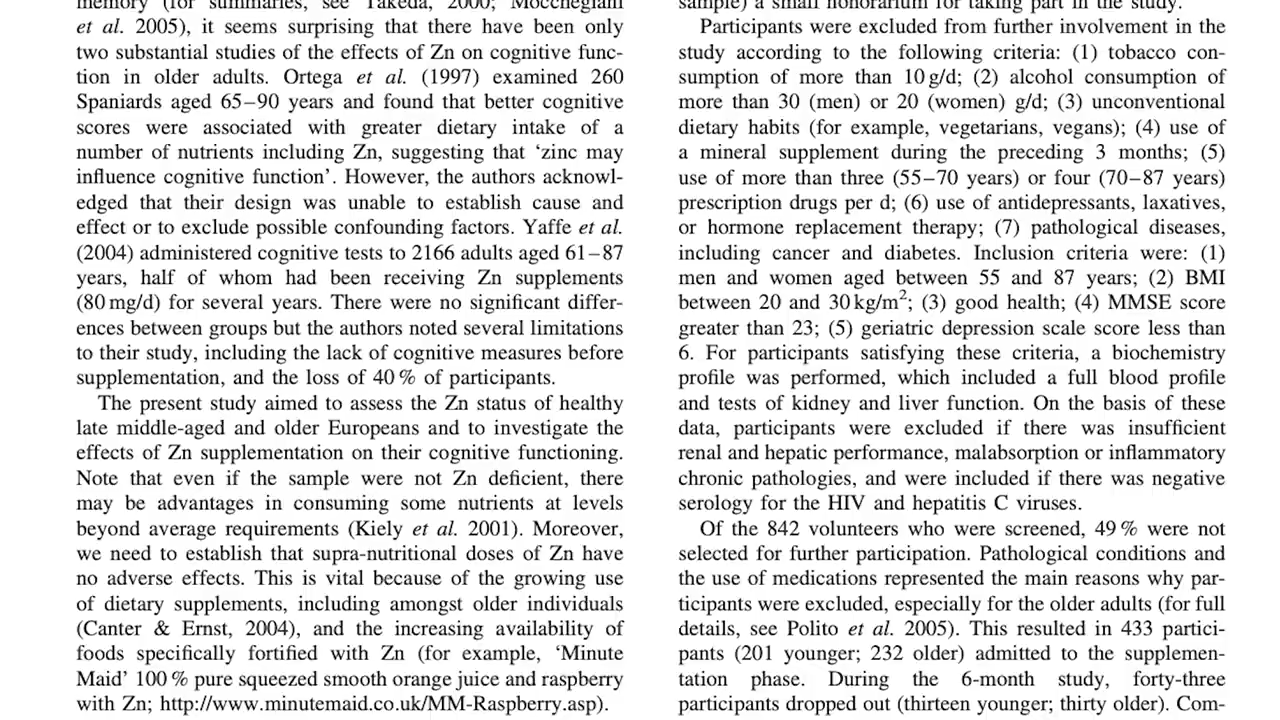 memory (for summaries, see Takeda, 2000; Mocchegiani
et al. 2005), it seems surprising that there have been only
two substantial studies of the effects of Zn on cognitive func-
tion in older adults. Ortega et al. (1997) examined 260
Spaniards aged 65–90 years and found that better cognitive
scores were associated with greater dietary intake of a
number of nutrients including Zn, suggesting that ‘zinc may
influence cognitive function’. However, the authors acknowl-
edged that their design was unable to establish cause and
effect or to exclude possible confounding factors. Yaffe et al.
(2004) administered cognitive tests to 2166 adults aged 61–87
years, half of whom had been receiving Zn supplements
(80 mg/d) for several years. There were no significant differ-
ences between groups but the authors noted several limitations
to their study, including the lack of cognitive measures before
supplementation, and the loss of 40 % of participants.
The present study aimed to assess the Zn status of healthy
late middle-aged and older Europeans and to investigate the
effects of Zn supplementation on their cognitive functioning.
Note that even if the sample were not Zn deficient, there
may be advantages in consuming some nutrients at levels
beyond average requirements (Kiely et al. 2001). Moreover,
we need to establish that supra-nutritional doses of Zn have
no adverse effects. This is vital because of the growing use
of dietary supplements, including amongst older individuals
(Canter & Ernst, 2004), and the increasing availability of
foods specifically fortified with Zn (for example, ‘Minute
Maid’ 100 % pure squeezed smooth orange juice and raspberry
with Zn; http://www.minutemaid.co.uk/MM-Raspberry.asp).
sample) a small honorarium for taking part in the study.
Participants were excluded from further involvement in the
study according to the following criteria: (1) tobacco con-
sumption of more than 10 g/d; (2) alcohol consumption of
more than 30 (men) or 20 (women) g/d; (3) unconventional
dietary habits (for example, vegetarians, vegans); (4) use of
a mineral supplement during the preceding 3 months; (5)
use of more than three (55–70 years) or four (70–87 years)
prescription drugs per d; (6) use of antidepressants, laxatives,
or hormone replacement therapy; (7) pathological diseases,
including cancer and diabetes. Inclusion criteria were: (1)
men and women aged between 55 and 87 years; (2) BMI
between 20 and 30 kg/m²; (3) good health; (4) MMSE score
greater than 23; (5) geriatric depression scale score less than
6. For participants satisfying these criteria, a biochemistry
profile was performed, which included a full blood profile
and tests of kidney and liver function. On the basis of these
data, participants were excluded if there was insufficient
renal and hepatic performance, malabsorption or inflammatory
chronic pathologies, and were included if there was negative
serology for the HIV and hepatitis C viruses.
Of the 842 volunteers who were screened, 49 % were not
selected for further participation. Pathological conditions and
the use of medications represented the main reasons why par-
ticipants were excluded, especially for the older adults (for full
details, see Polito et al. 2005). This resulted in 433 partici-
pants (201 younger; 232 older) admitted to the supplemen-
tation phase. During the 6-month study, forty-three
participants dropped out (thirteen younger; thirty older). Com-